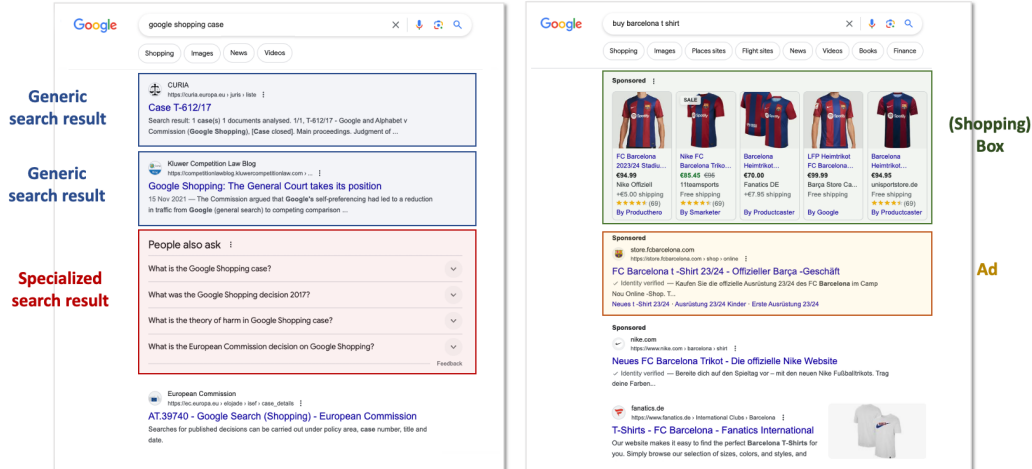 Generic
search result
Generic
search result
Specialized
search result
Google
google shopping case
Shopping
Images
News
Videos
CURIA
https://curia.europa.eu › juris › liste
Case T-612/17
Search result: 1 case(s) 1 documents analysed. 1/1, T-612/17 - Google and Alphabet v
Commission (Google Shopping), [Case closed]. Main proceedings. Judgment of ...
Kluwer Competition Law Blog
https://competitionlawblog.kluwercompetitionlaw.com › ...
Google Shopping: The General Court takes its position
15 Nov 2021 — The Commission argued that Google's self-preferencing had led to a reduction
in traffic from Google (general search) to competing comparison ...
People also ask
What is the Google Shopping case?
What was the Google Shopping decision 2017?
What is the theory of harm in Google Shopping case?
What is the European Commission decision on Google Shopping?
Feedback
European Commission
https://ec.europa.eu › elojade › isef › case_details
AT.39740 - Google Search (Shopping) - European Commission
Searches for published decisions can be carried out under policy area, case number, title and
date.
Google
buy barcelona t shirt
Shopping
Images
Places sites
Flight sites
News
Videos
Books
Finance
Sponsored
SALE
FC Barcelona
2023/24 Stadiu...
€94.99
Nike Offiziell
+€5.00 shipping
(69)
By Producthero
Nike FC
Barcelona Triko...
€85.45 €95
11teamsports
Free shipping
(69)
By Smarketer
Barcelona
Heimtrikot
€70.00
Fanatics DE
+€7.95 shipping
By Productcaster
LFP Heimtrikot
FC Barcelona...
€99.99
Barça Store Ca...
Free shipping
By Google
Barcelona
Heimtrikot...
€94.95
unisportstore.de
Free shipping
(69)
By Productcaster
Sponsored
store.fcbarcelona.com
https://store.fcbarcelona.com › shop › online
FC Barcelona t -Shirt 23/24 - Offizieller Barça -Geschäft
Identity verified — Kaufen Sie die offizielle Ausrüstung 23/24 des FC Barcelona im Camp
Nou Online -Shop. T...
Neues t -Shirt 23/24 · Ausrüstung 23/24 Kinder · Erste Ausrüstung 23/24
Sponsored
nike.com
https://www.nike.com › barcelona › shirt
Neues FC Barcelona Trikot - Die offizielle Nike Website
Identity verified — Bereite dich auf den Spieltag vor – mit den neuen Nike Fußballtrikots. Trag
deine Farben...
fanatics.de
https://www.fanatics.de › International Clubs › Barcelona
T-Shirts - FC Barcelona - Fanatics International
Our website makes it easy to find the perfect Barcelona T-Shirts for
you. Simply browse our selection of sizes, colors, and styles, and
(Shopping)
Box
Ad